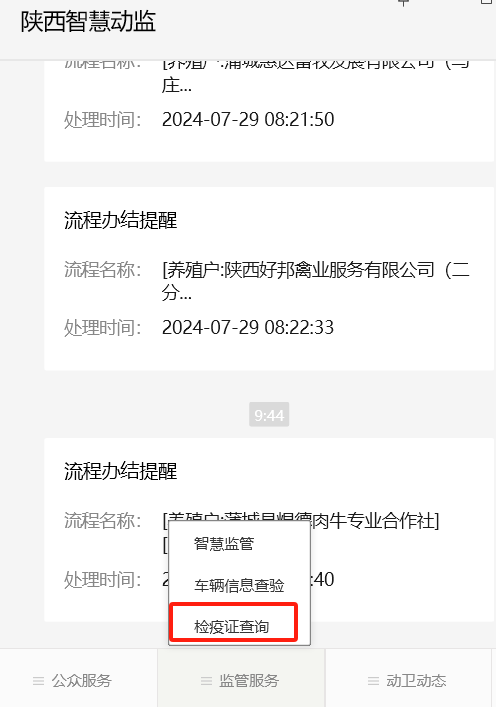 陕西智慧动监
流程名称： [养殖户:蒲城惠达畜牧发展有限公司（马
庄...
处理时间： 2024-07-29 08:21:50
流程办结提醒
流程名称： [养殖户:陕西好邦禽业服务有限公司（二
分...
处理时间： 2024-07-29 08:22:33
9:44
流程办结提醒
流程名称： [养殖户:蒲城县焜德肉牛专业合作社]
[
智慧监管
处理时间： 2 :40
车辆信息查验
检疫证查询
公众服务 监管服务 动卫动态